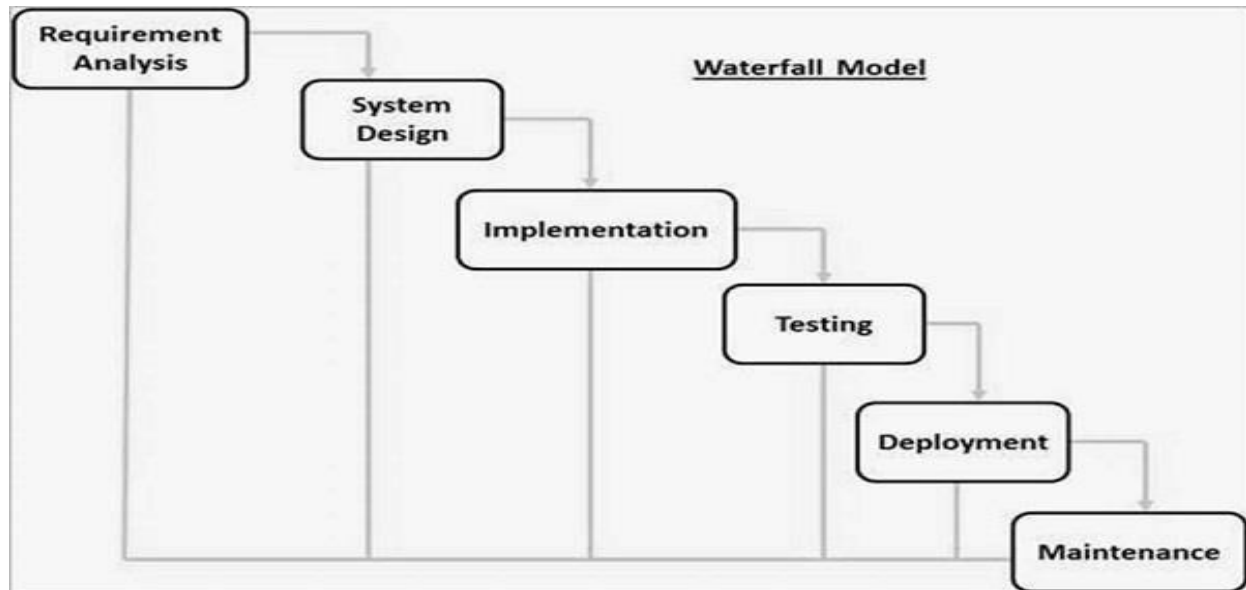 Requirement
Analysis
Waterfall Model
System
Design
Implementation
Testing
Deployment
Maintenance